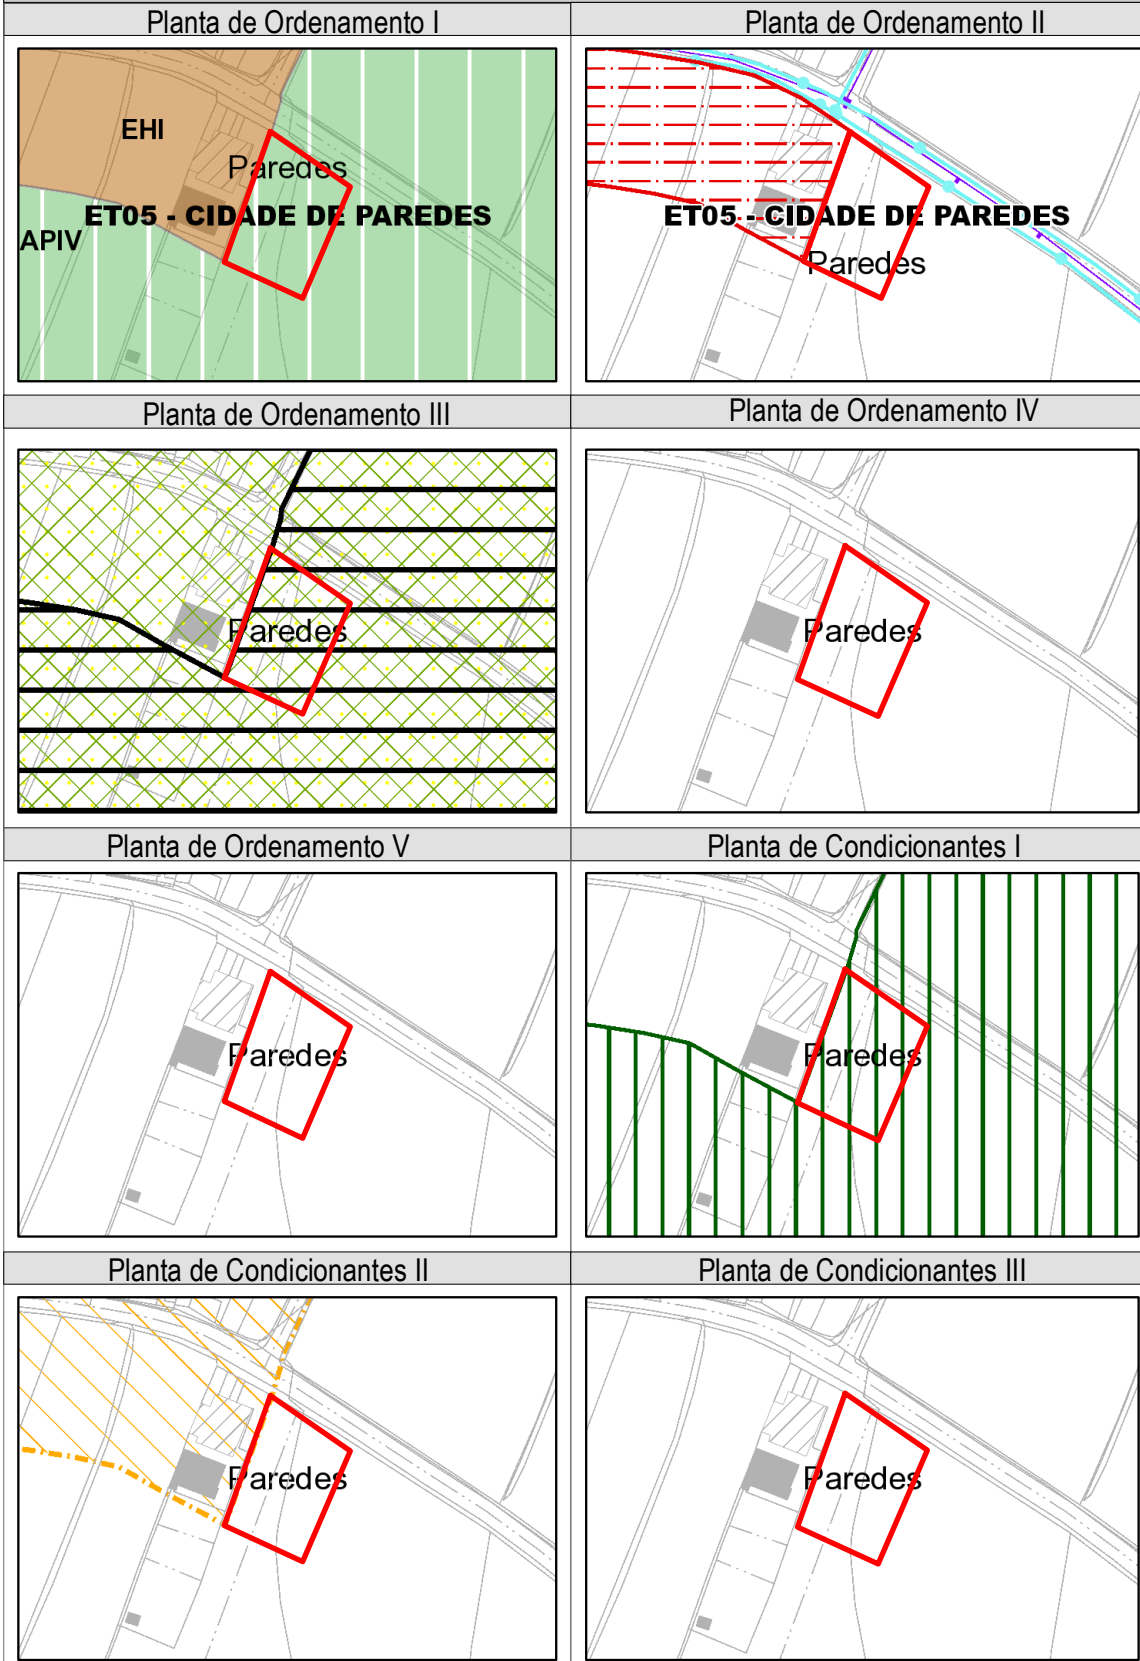 Planta de Ordenamento I
Planta de Ordenamento II
EHI
Paredes
ET05 - CIDADE DE PAREDES
APIV
ET05 - CIDADE DE PAREDES
Paredes
Planta de Ordenamento III
Planta de Ordenamento IV
Paredes
Paredes
Planta de Ordenamento V
Planta de Condicionantes I
Paredes
Paredes
Planta de Condicionantes II
Planta de Condicionantes III
Paredes
Paredes